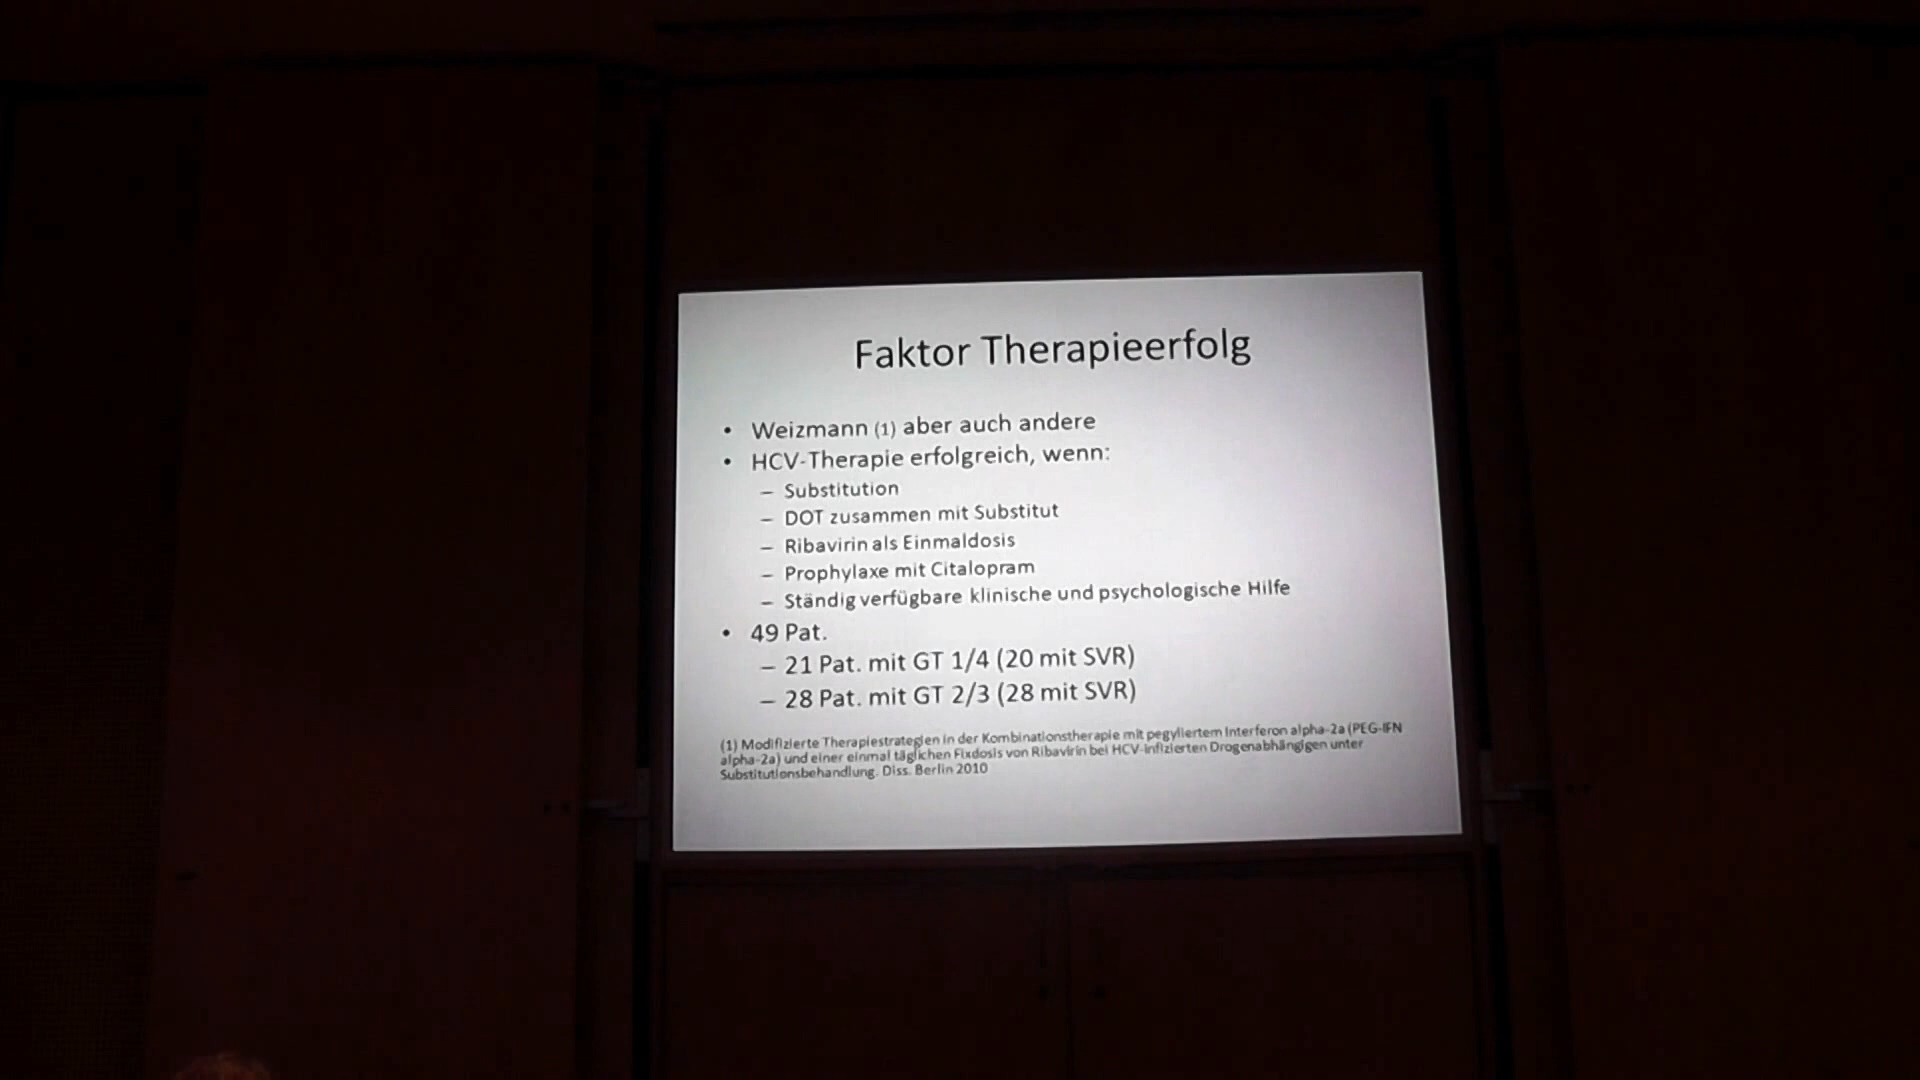 Faktor Therapieerfolg
• Weizmann (1) aber auch andere
• HCV-Therapie erfolgreich, wenn:
– Substitution
– DOT zusammen mit Substitut
– Ribavirin als Einmaldosis
– Prophylaxe mit Citalopram
– Ständig verfügbare klinische und psychologische Hilfe
• 49 Pat.
– 21 Pat. mit GT 1/4 (20 mit SVR)
– 28 Pat. mit GT 2/3 (28 mit SVR)
(1) Modifizierte Therapiestrategien in der Kombinationstherapie mit pegyliertem Interferon alpha-2a (PEG-IFN
alpha-2a) und einer einmal täglichen Fixdosis von Ribavirin bei HCV-infizierten Drogenabhängigen unter
Substitutionsbehandlung. Diss. Berlin 2010